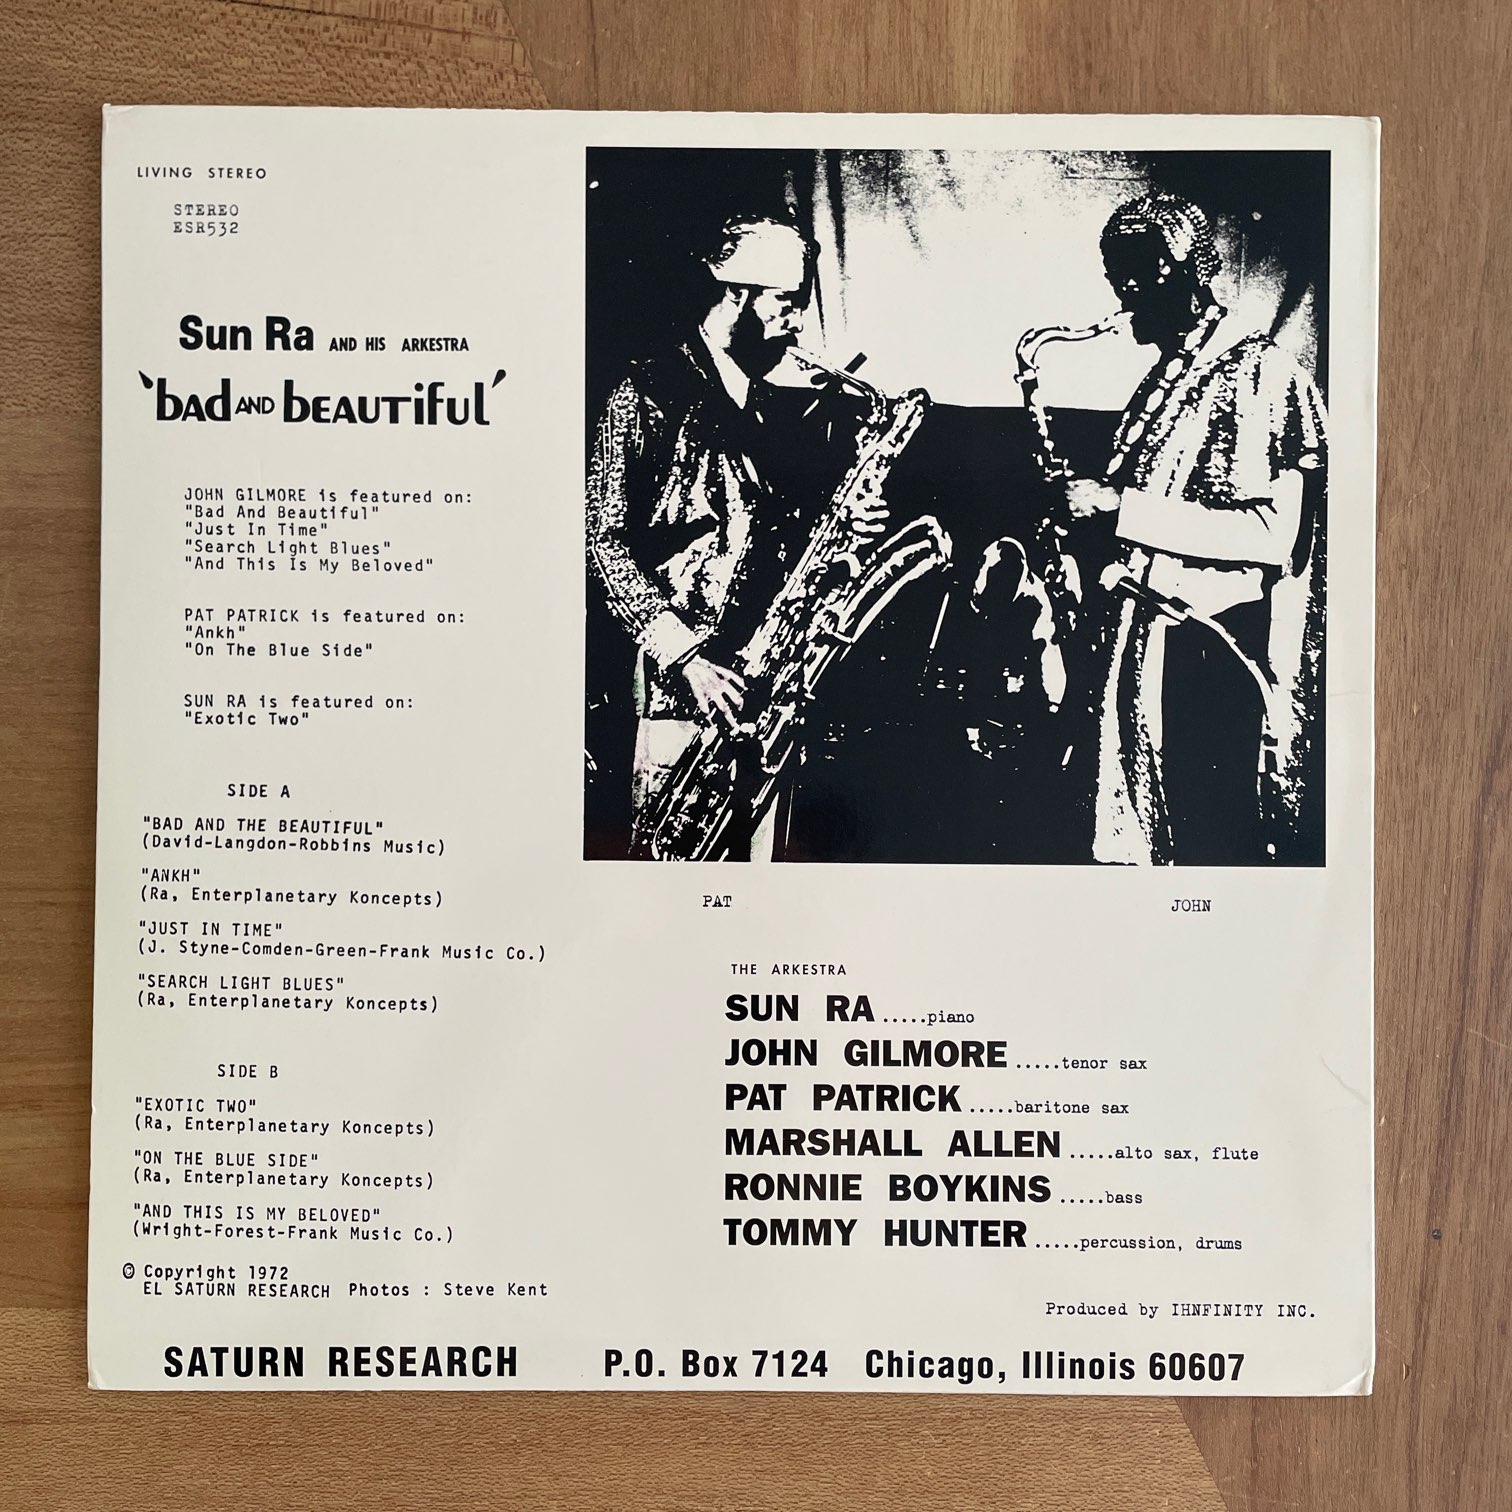 LIVING STEREO
STEREO
ESR532
Sun Ra AND HIS ARKESTRA
'bad AND bEAUTiful'
JOHN GILMORE is featured on:
"Bad And Beautiful"
"Just In Time"
"Search Light Blues"
"And This Is My Beloved"
PAT PATRICK is featured on:
"Ankh"
"On The Blue Side"
SUN RA is featured on:
"Exotic Two"
SIDE A
"BAD AND THE BEAUTIFUL"
(David-Langdon-Robbins Music)
"ANKH"
(Ra, Enterplanetary Koncepts)
"JUST IN TIME"
(J. Styne-Comden-Green-Frank Music Co.)
"SEARCH LIGHT BLUES"
(Ra, Enterplanetary Koncepts)
SIDE B
"EXOTIC TWO"
(Ra, Enterplanetary Koncepts)
"ON THE BLUE SIDE"
(Ra, Enterplanetary Koncepts)
"AND THIS IS MY BELOVED"
(Wright-Forest-Frank Music Co.)
© Copyright 1972
EL SATURN RESEARCH Photos : Steve Kent
PAT JOHN
THE ARKESTRA
SUN RA.....piano
JOHN GILMORE.....tenor sax
PAT PATRICK.....baritone sax
MARSHALL ALLEN.....alto sax, flute
RONNIE BOYKINS.....bass
TOMMY HUNTER.....percussion, drums
Produced by IHNFINITY INC.
SATURN RESEARCH P.O. Box 7124 Chicago, Illinois 60607